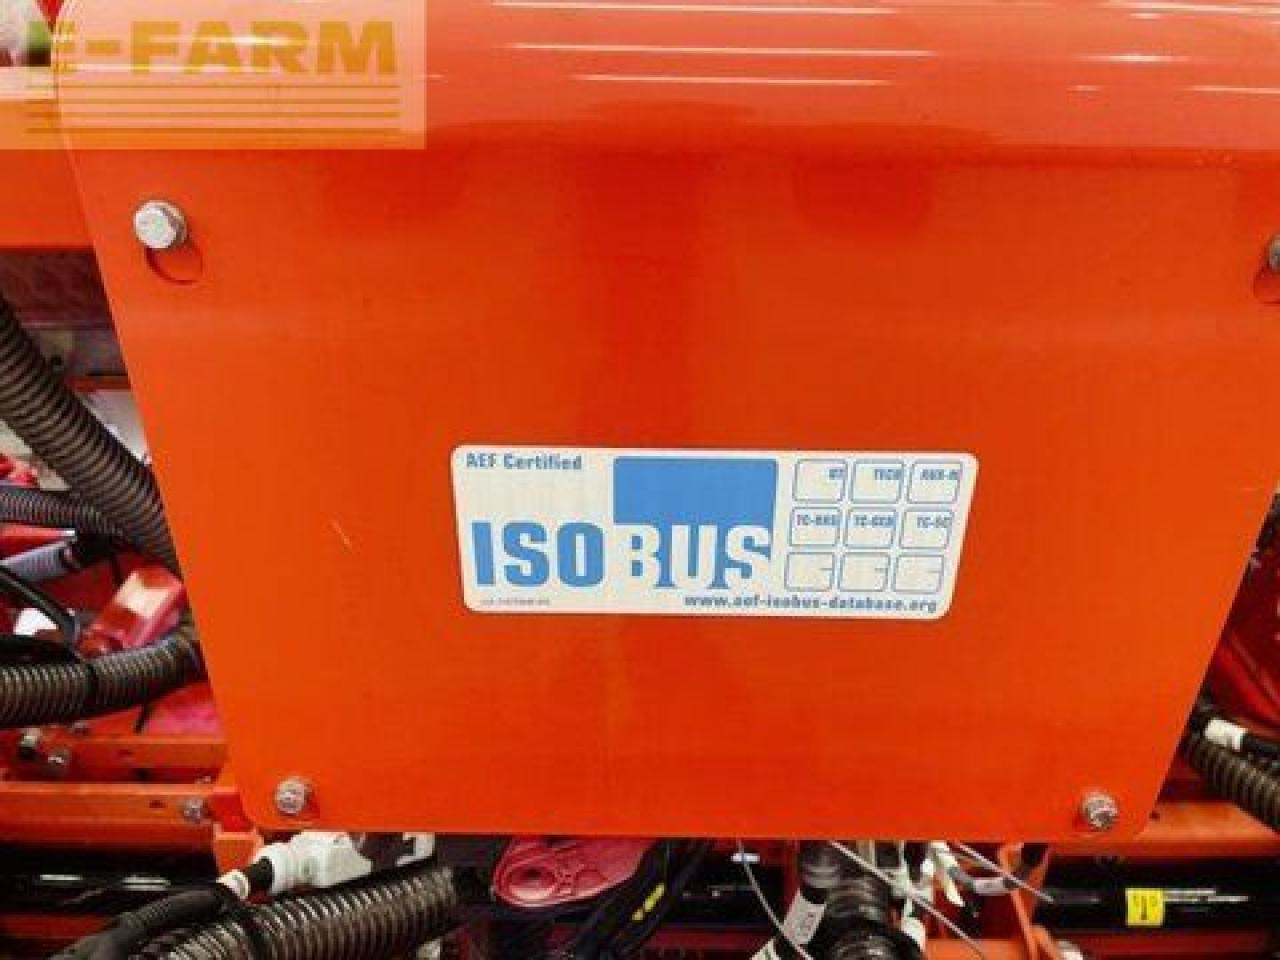 E-FARM
AEF Certified
ISOBUS
UT TECU AUX-N
TC-BAS TC-GEO TC-SC
www.aef-isobus-database.org